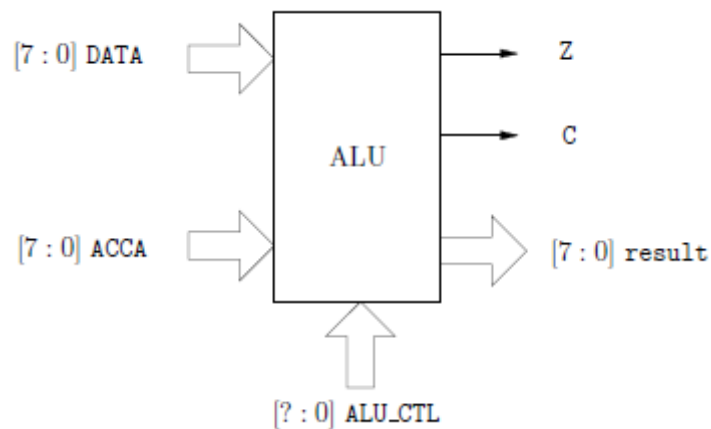 [7 : 0] DATA
Z
C
ALU
[7 : 0] ACCA
[7 : 0] result
[? : 0] ALU_CTL